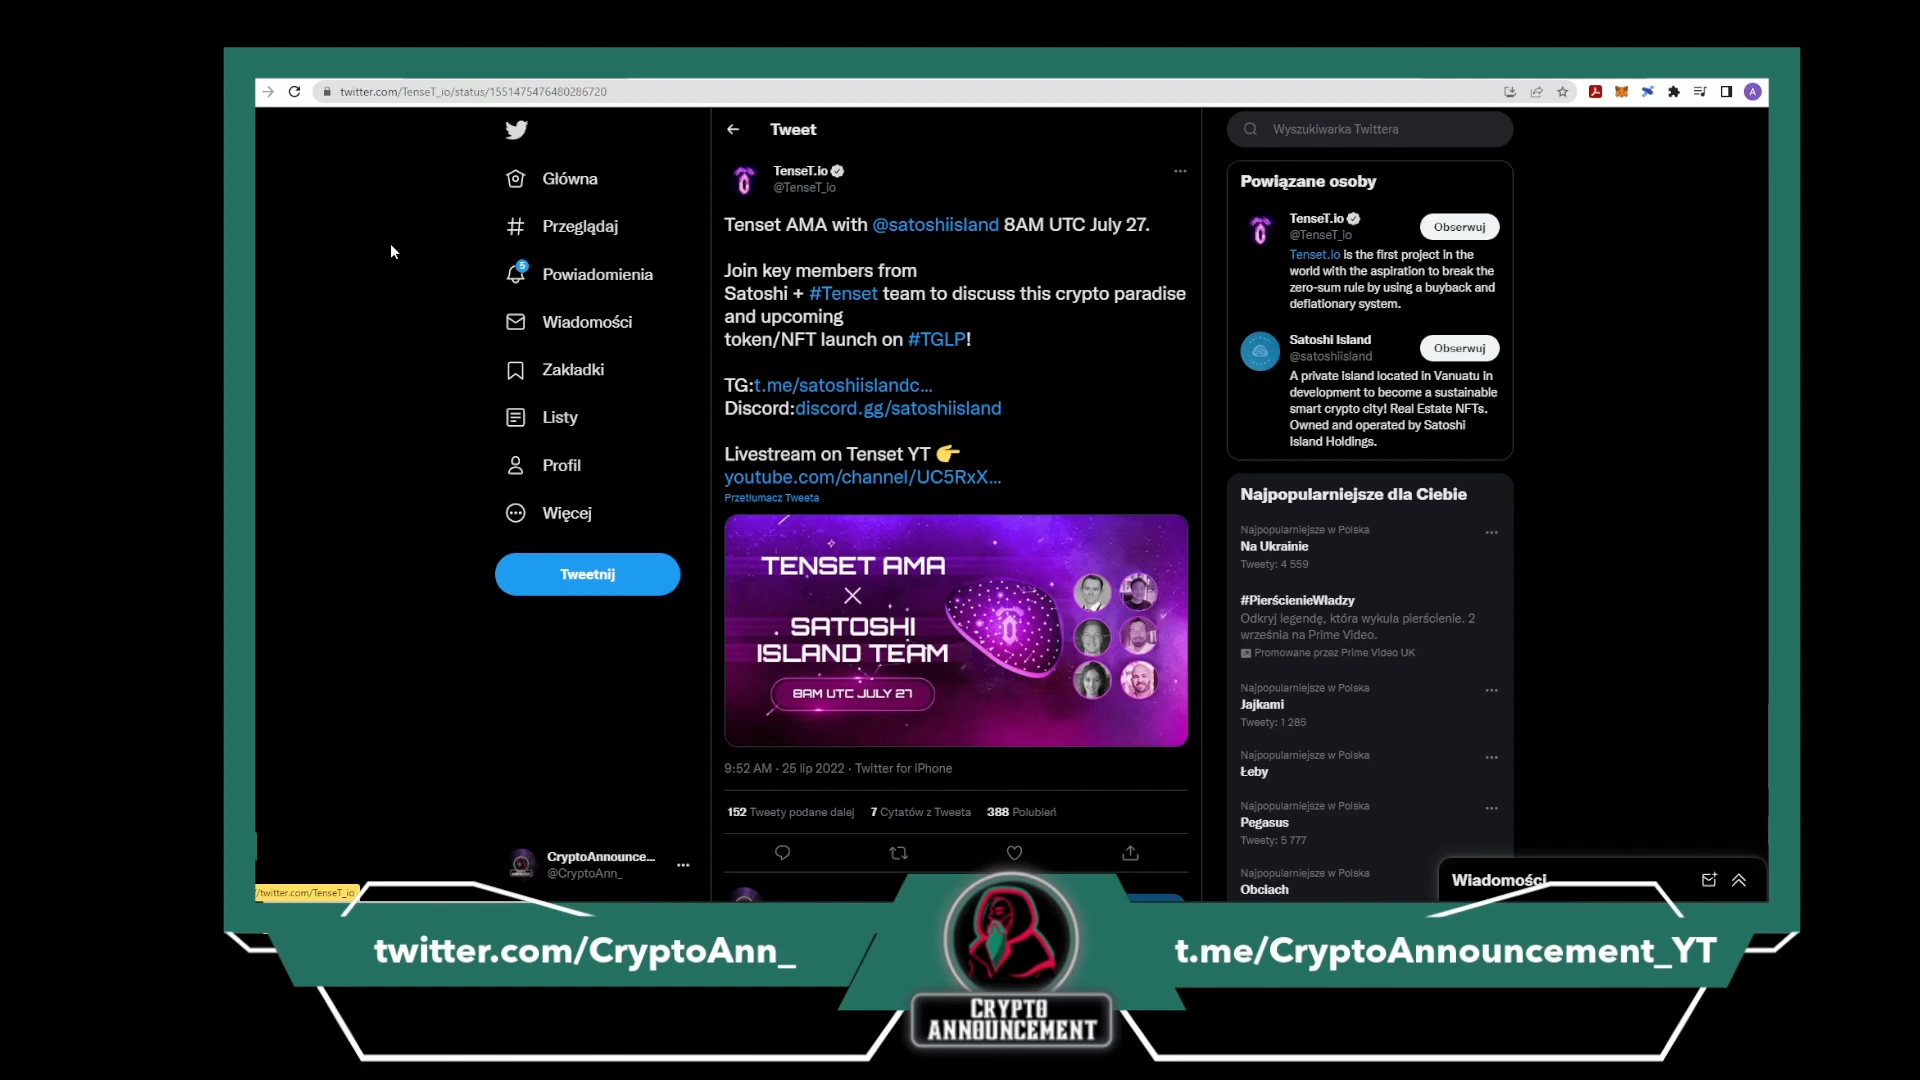 twitter.com/TenseT_io/status/1551475476480286720
A
Tweet
Wyszukiwarka Twittera
Główna
Przeglądaj
5
Powiadomienia
Wiadomości
Zakładki
Listy
Profil
Więcej
Tweetnij
CryptoAnnounce...
@CryptoAnn_
TenseT.io
@TenseT_io
Tenset AMA with @satoshiisland 8AM UTC July 27.
Join key members from
Satoshi + #Tenset team to discuss this crypto paradise
and upcoming
token/NFT launch on #TGLP!
TG:t.me/satoshiislandc...
Discord:discord.gg/satoshiisland
Livestream on Tenset YT 👉
youtube.com/channel/UC5RxX...
Przetłumacz Tweeta
TENSET AMA
X
SATOSHI
ISLAND TEAM
8AM UTC JULY 27
9:52 AM · 25 lip 2022 · Twitter for iPhone
152 Tweety podane dalej 7 Cytatów z Tweeta 388 Polubień
Powiązane osoby
TenseT.io
@TenseT_io
Obserwuj
Tenset.io is the first project in the
world with the aspiration to break the
zero-sum rule by using a buyback and
deflationary system.
Satoshi Island
@satoshiisland
Obserwuj
A private island located in Vanuatu in
development to become a sustainable
smart crypto city! Real Estate NFTs.
Owned and operated by Satoshi
Island Holdings.
Najpopularniejsze dla Ciebie
Najpopularniejsze w Polska
Na Ukrainie
Tweety: 4 559
#PierścienieWładzy
Odkryj legendę, która wykuła pierścienie. 2
września na Prime Video.
Promowane przez Prime Video UK
Najpopularniejsze w Polska
Jajkami
Tweety: 1 285
Najpopularniejsze w Polska
Łeby
Najpopularniejsze w Polska
Pegasus
Tweety: 5 777
Najpopularniejsze w Polska
Obciach
Wiadomości
/twitter.com/TenseT_io
twitter.com/CryptoAnn_
t.me/CryptoAnnouncement_YT
CRYPTO
ANNOUNCEMENT